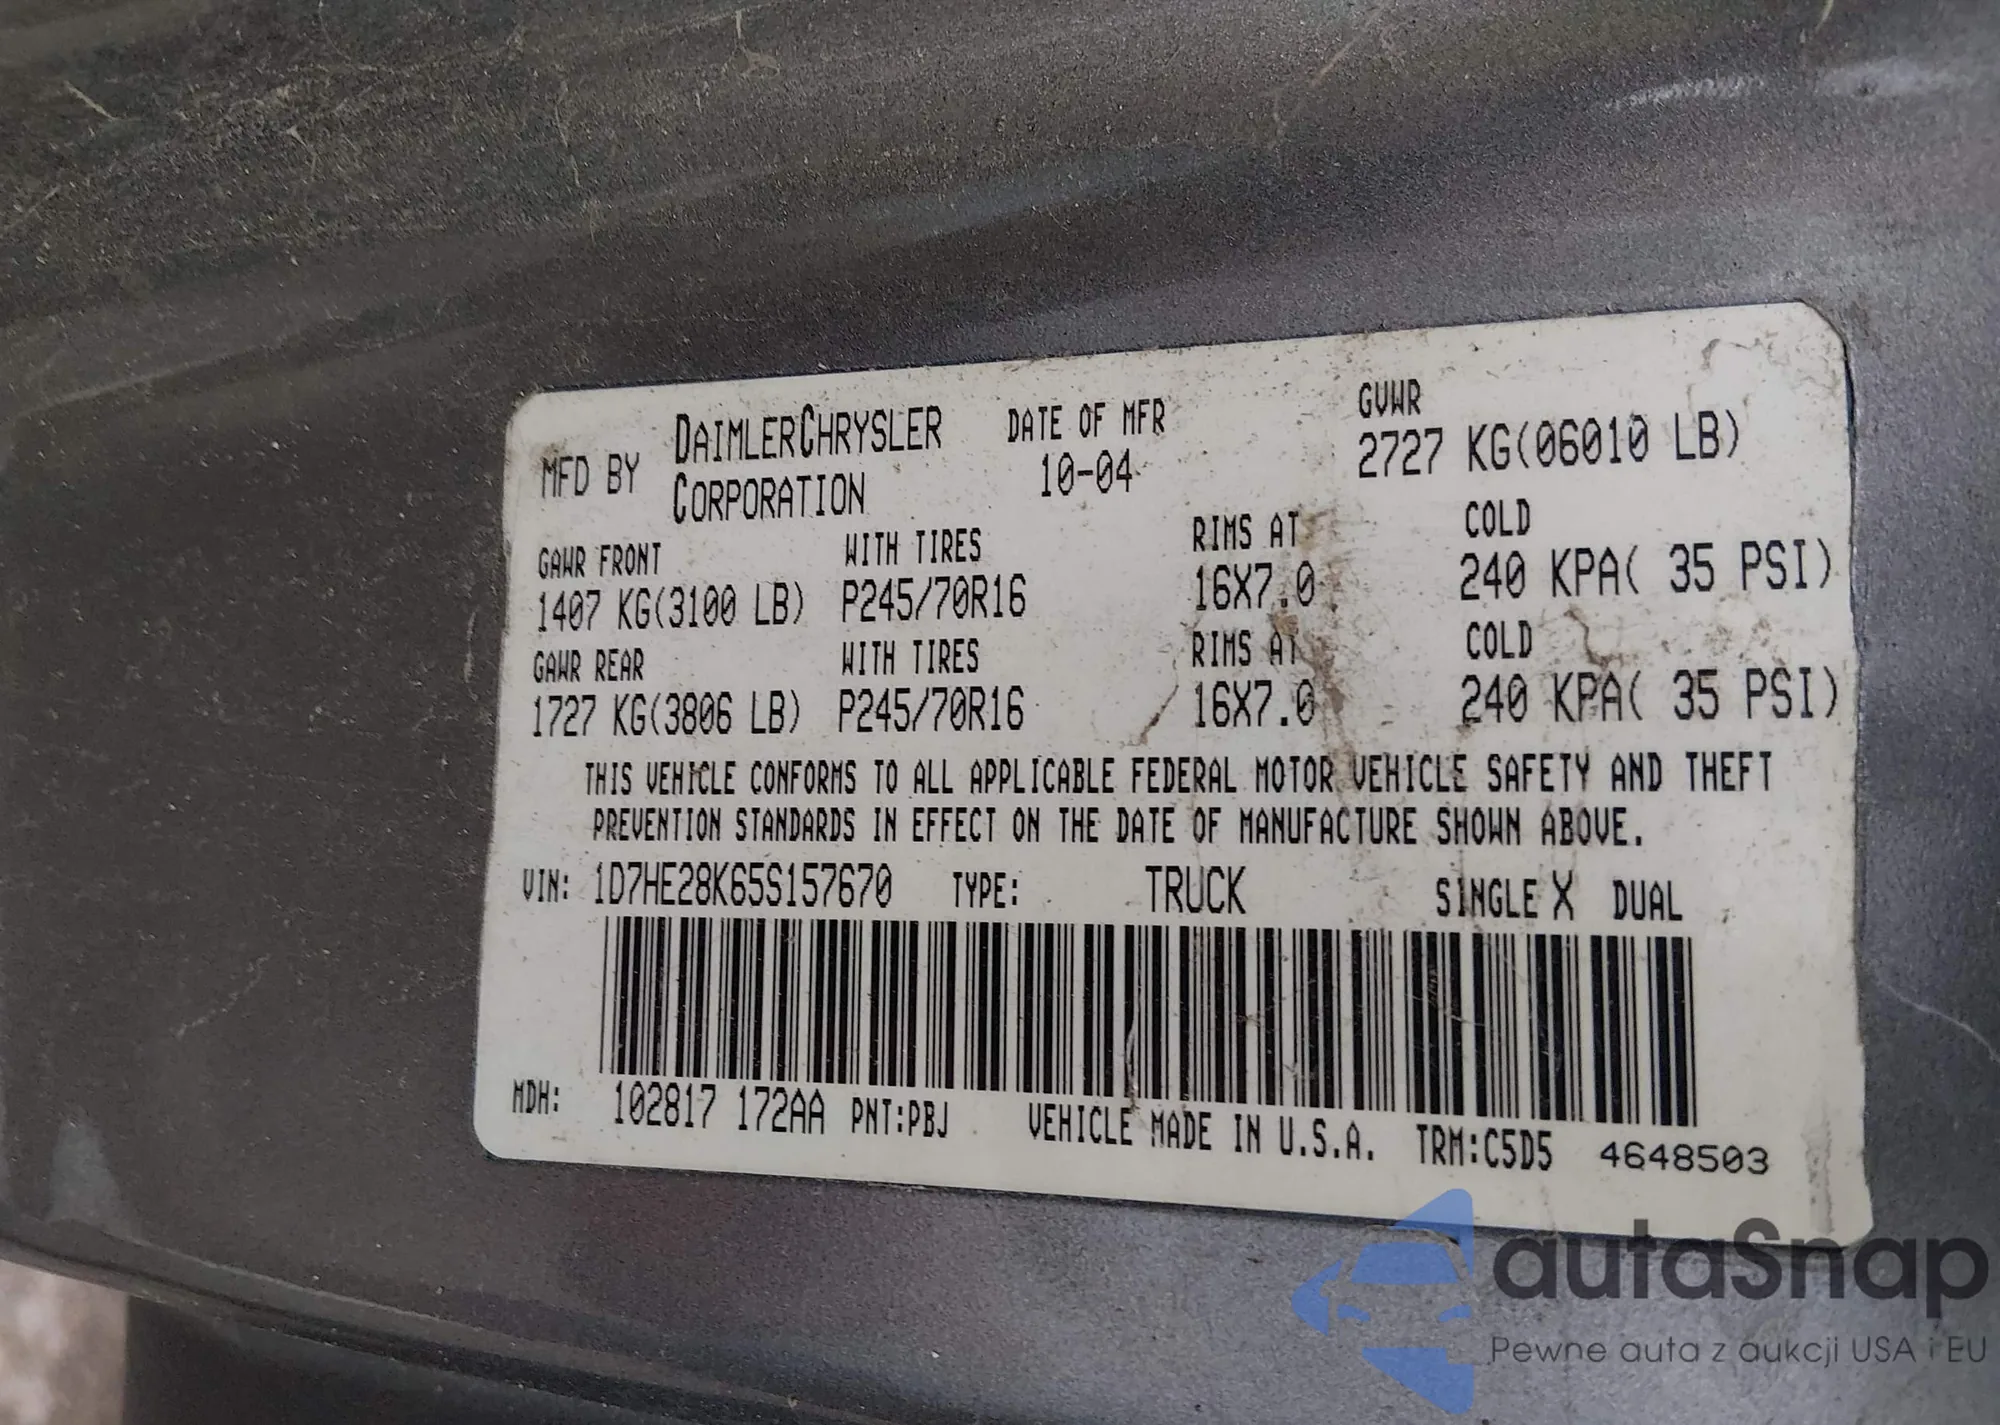 MFD BY DAIMLERCHRYSLER CORPORATION DATE OF MFR 10-04 GVWR 2727 KG(06010 LB)
GAWR FRONT WITH TIRES RIMS AT COLD
1407 KG(3100 LB) P245/70R16 16X7.0 240 KPA( 35 PSI)
GAWR REAR WITH TIRES RIMS AT COLD
1727 KG(3806 LB) P245/70R16 16X7.0 240 KPA( 35 PSI)
THIS VEHICLE CONFORMS TO ALL APPLICABLE FEDERAL MOTOR VEHICLE SAFETY AND THEFT
PREVENTION STANDARDS IN EFFECT ON THE DATE OF MANUFACTURE SHOWN ABOVE.
VIN: 1D7HE28K65S157670 TYPE: TRUCK SINGLE X DUAL
MDH: 102817 172AA PNT:PBJ VEHICLE MADE IN U.S.A. TRM:C5D5 4648503
autaSnap
Pewne auta z aukcji USA i EU